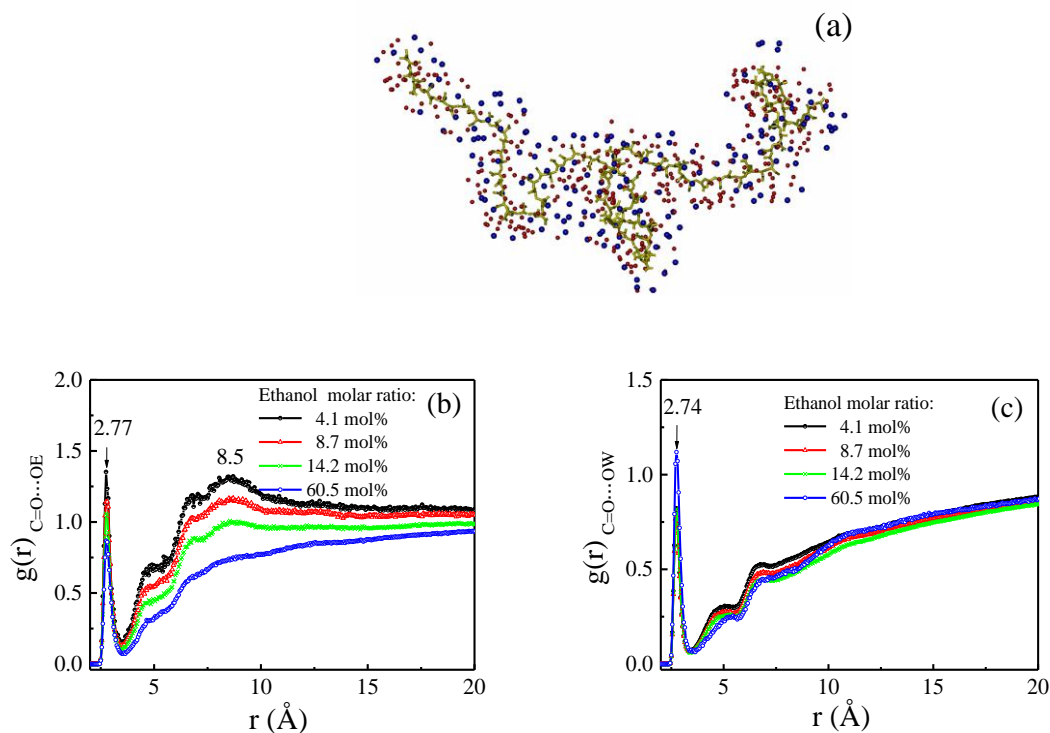 (a)
2.0
1.5
1.0
0.5
0.0
g(r) C=O···OE
2.77
8.5
Ethanol molar ratio:
4.1 mol%
8.7 mol%
14.2 mol%
60.5 mol%
(b)
5 10 15 20
r (Å)
1.5
1.0
0.5
0.0
g(r) C=O···OW
2.74
Ethanol molar ratio:
4.1 mol%
8.7 mol%
14.2 mol%
60.5 mol%
(c)
5 10 15 20
r (Å)